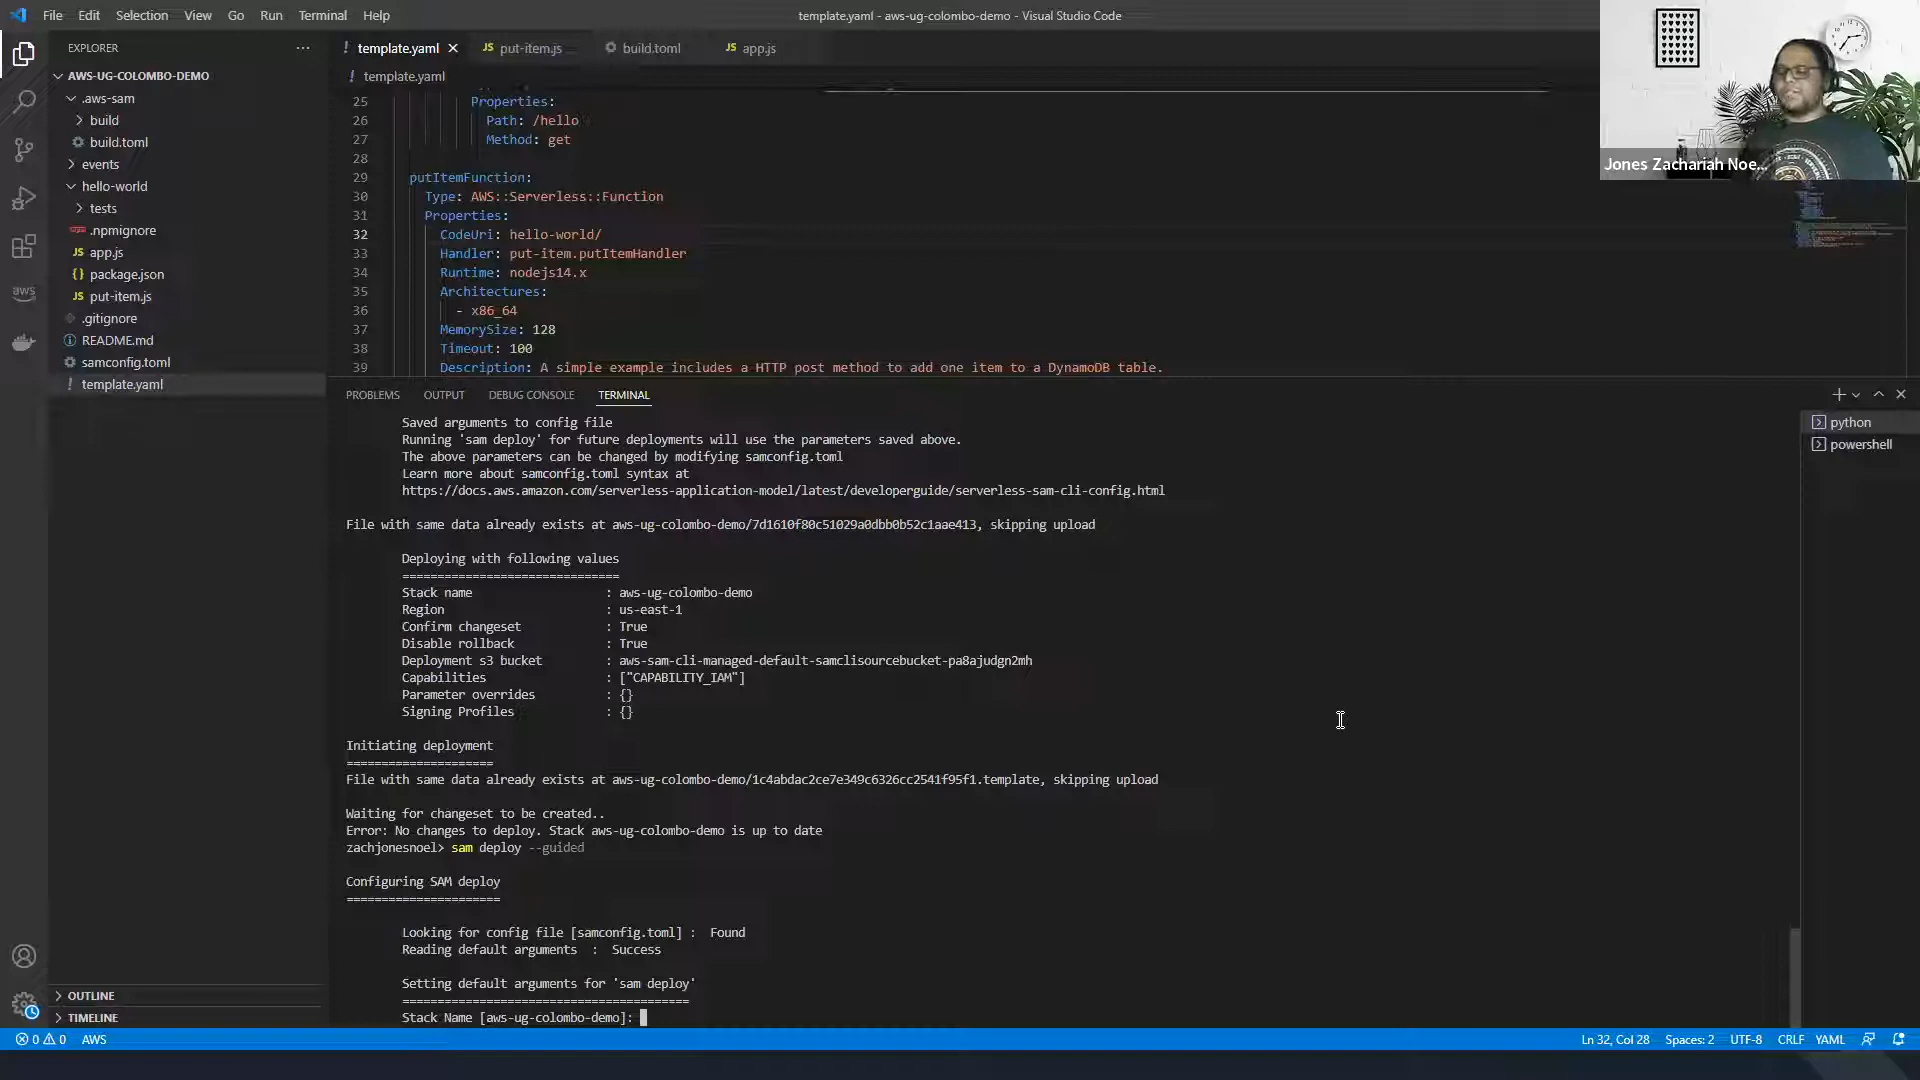 File Edit Selection View Go Run Terminal Help
template.yaml - aws-ug-colombo-demo - Visual Studio Code
EXPLORER
AWS-UG-COLOMBO-DEMO
.aws-sam
build
build.toml
events
hello-world
tests
.npmignore
app.js
package.json
put-item.js
.gitignore
README.md
samconfig.toml
template.yaml
OUTLINE
TIMELINE
aws
template.yaml
JS put-item.js
build.toml
JS app.js
template.yaml
25 Properties:
26 Path: /hello
27 Method: get
28
29 putItemFunction:
30 Type: AWS::Serverless::Function
31 Properties:
32 CodeUri: hello-world/
33 Handler: put-item.putItemHandler
34 Runtime: nodejs14.x
35 Architectures:
36 - x86_64
37 MemorySize: 128
38 Timeout: 100
39 Description: A simple example includes a HTTP post method to add one item to a DynamoDB table.
Jones Zachariah Noe...
PROBLEMS OUTPUT DEBUG CONSOLE TERMINAL
python
powershell
Saved arguments to config file
Running 'sam deploy' for future deployments will use the parameters saved above.
The above parameters can be changed by modifying samconfig.toml
Learn more about samconfig.toml syntax at
https://docs.aws.amazon.com/serverless-application-model/latest/developerguide/serverless-sam-cli-config.html
File with same data already exists at aws-ug-colombo-demo/7d1610f80c51029a0dbb0b52c1aae413, skipping upload
Deploying with following values
===============================
Stack name : aws-ug-colombo-demo
Region : us-east-1
Confirm changeset : True
Disable rollback : True
Deployment s3 bucket : aws-sam-cli-managed-default-samclisourcebucket-pa8ajudgn2mh
Capabilities : ["CAPABILITY_IAM"]
Parameter overrides : {}
Signing Profiles : {}
Initiating deployment
=====================
File with same data already exists at aws-ug-colombo-demo/1c4abdac2ce7e349c6326cc2541f95f1.template, skipping upload
Waiting for changeset to be created..
Error: No changes to deploy. Stack aws-ug-colombo-demo is up to date
zachjonesnoel> sam deploy --guided
Configuring SAM deploy
======================
Looking for config file [samconfig.toml] : Found
Reading default arguments : Success
Setting default arguments for 'sam deploy'
=========================================
Stack Name [aws-ug-colombo-demo]:
0 0 AWS
Ln 32, Col 28 Spaces: 2 UTF-8 CRLF YAML